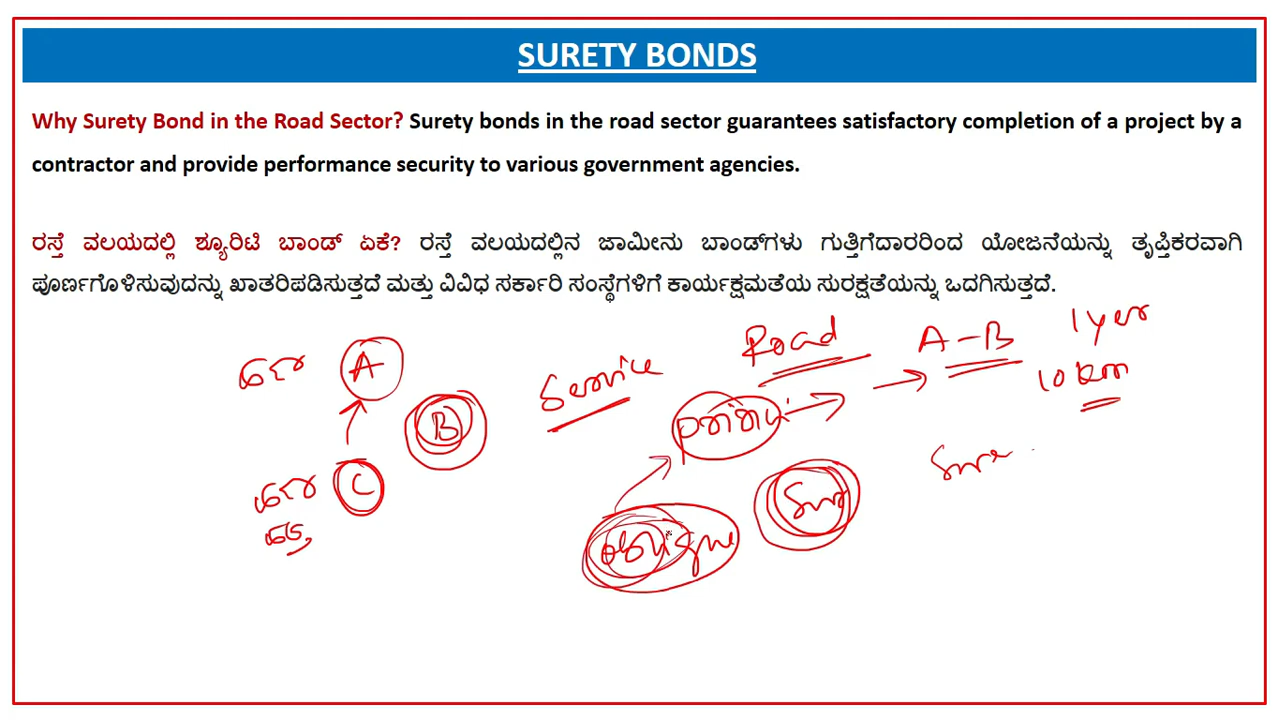 SURETY BONDS
Why Surety Bond in the Road Sector? Surety bonds in the road sector guarantees satisfactory completion of a project by a
contractor and provide performance security to various government agencies.
ರಸ್ತೆ ವಲಯದಲ್ಲಿ ಶ್ಯೂರಿಟಿ ಬಾಂಡ್ ಏಕೆ? ರಸ್ತೆ ವಲಯದಲ್ಲಿನ ಜಾಮೀನು ಬಾಂಡ್‌ಗಳು ಗುತ್ತಿಗೆದಾರರಿಂದ ಯೋಜನೆಯನ್ನು ತೃಪ್ತಿಕರವಾಗಿ
ಪೂರ್ಣಗೊಳಿಸುವುದನ್ನು ಖಾತರಿಪಡಿಸುತ್ತದೆ ಮತ್ತು ವಿವಿಧ ಸರ್ಕಾರಿ ಸಂಸ್ಥೆಗಳಿಗೆ ಕಾರ್ಯಕ್ಷಮತೆಯ ಸುರಕ್ಷತೆಯನ್ನು ಒದಗಿಸುತ್ತದೆ.
Road A-B 1 yer
A Service 10 km
B
C